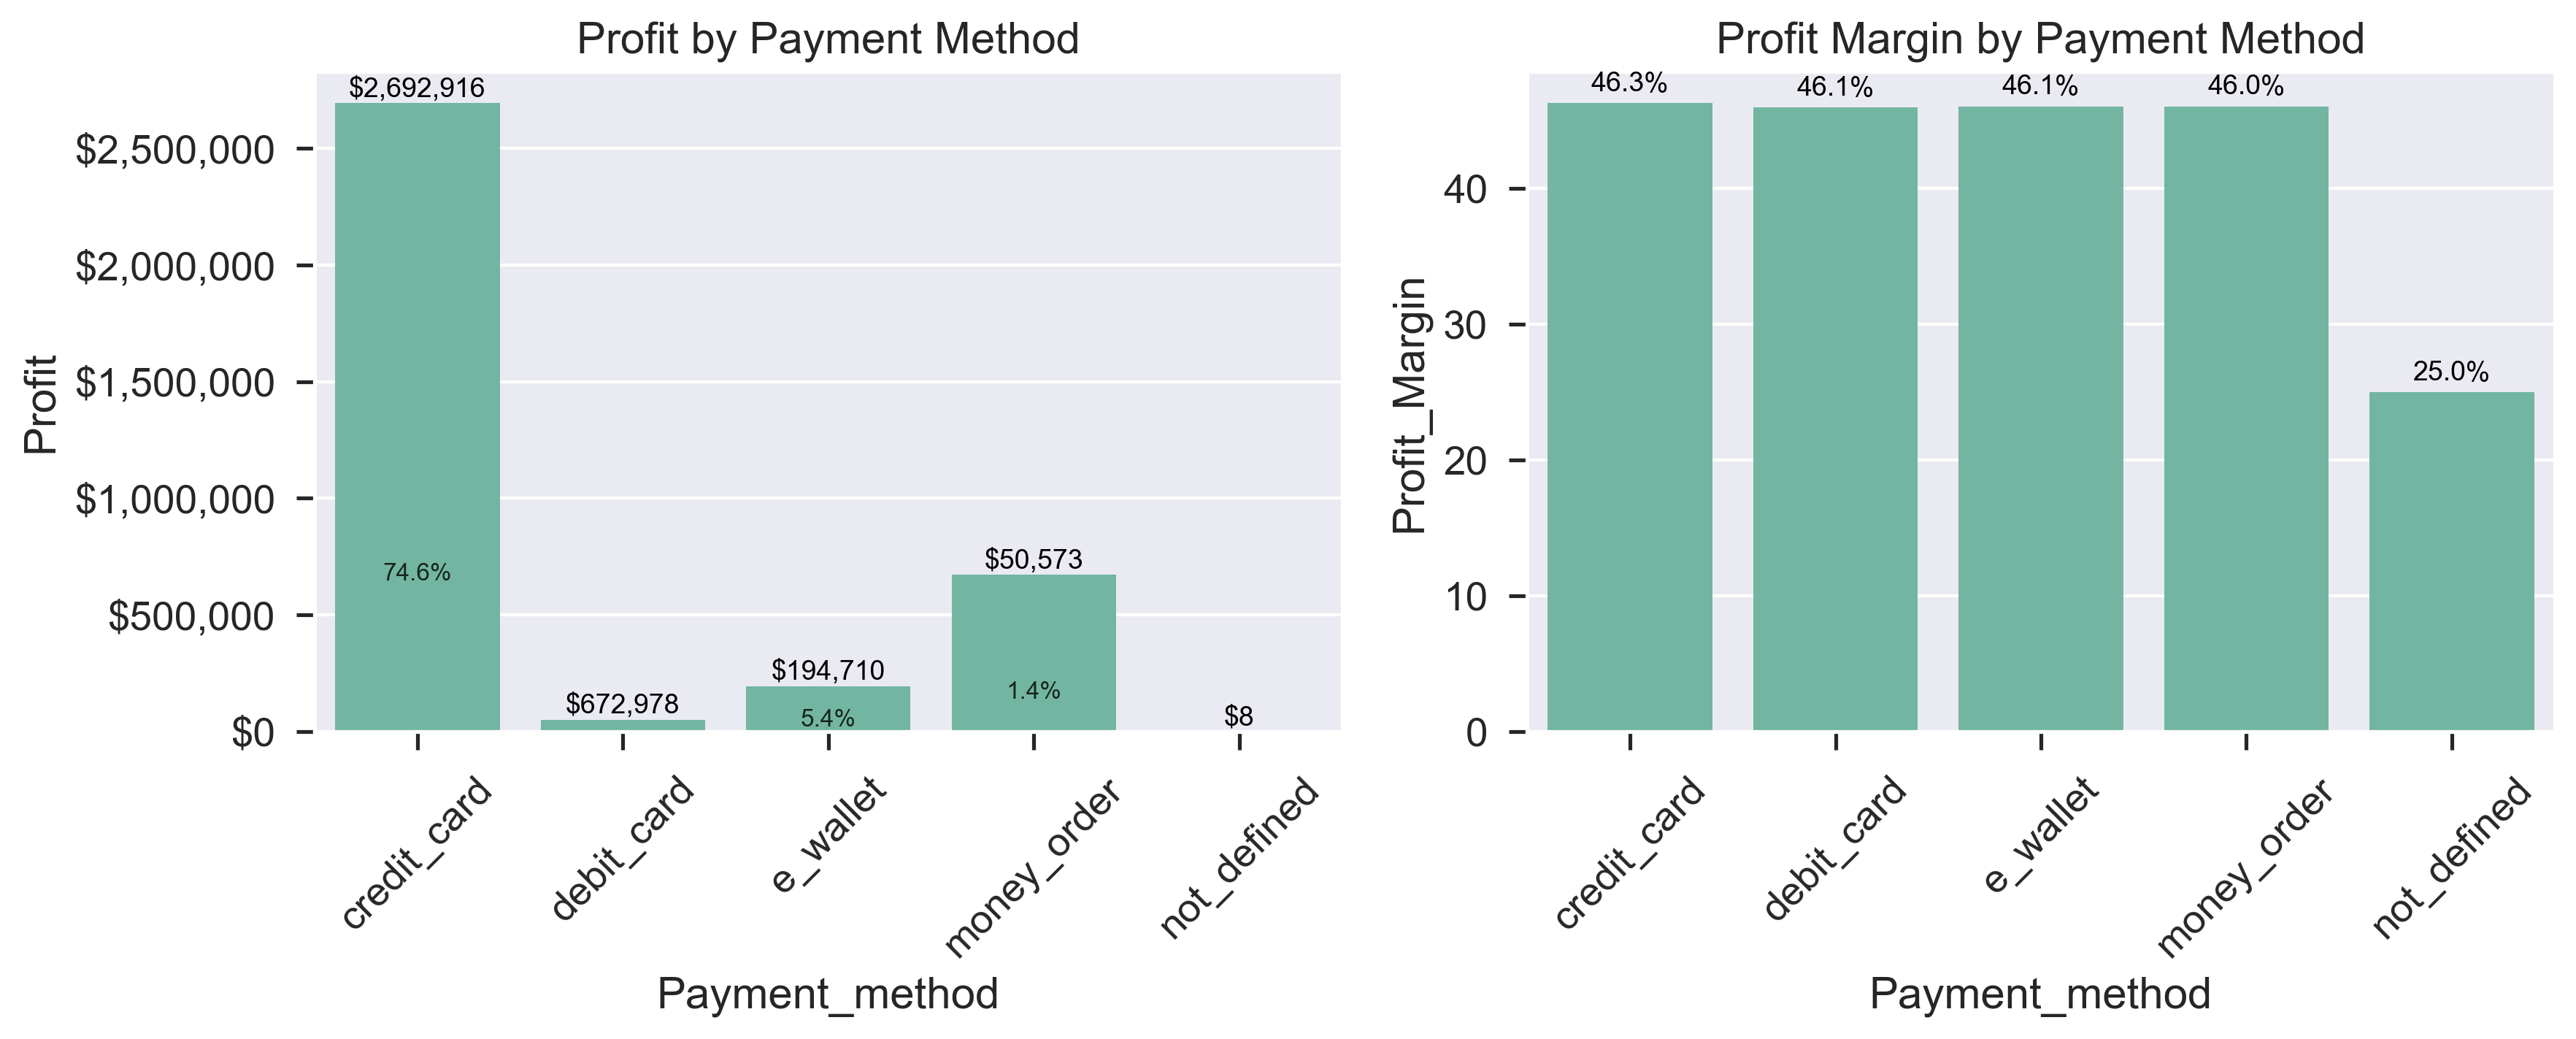 Profit by Payment Method
$2,692,916
$2,500,000
$2,000,000
$1,500,000
$1,000,000
$500,000
$0
Profit
74.6%
$672,978
$194,710
5.4%
$50,573
1.4%
$8
credit_card
debit_card
e_wallet
money_order
not_defined
Payment_method
Profit Margin by Payment Method
46.3%
46.1%
46.1%
46.0%
25.0%
40
30
20
10
0
Profit_Margin
credit_card
debit_card
e_wallet
money_order
not_defined
Payment_method